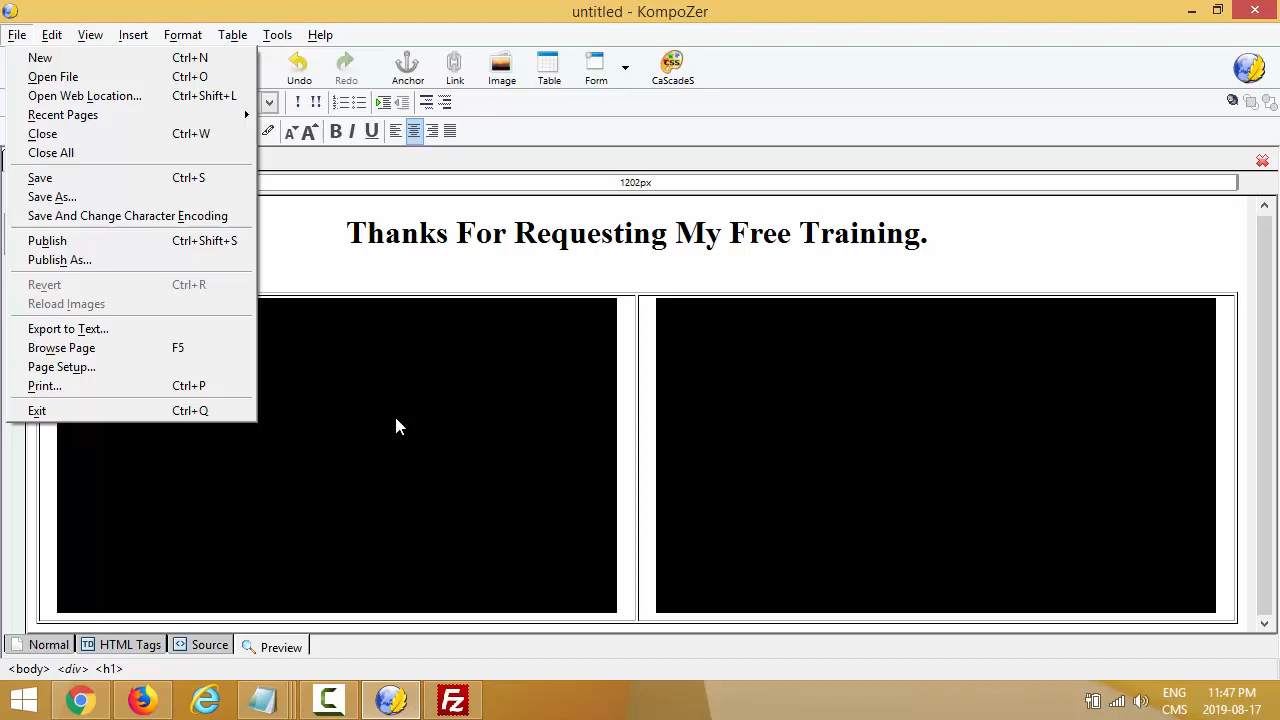 untitled - KompoZer
File Edit View Insert Format Table Tools Help
New Ctrl+N
Open File Ctrl+O
Open Web Location... Ctrl+Shift+L
Recent Pages
Close Ctrl+W
Close All
Save Ctrl+S
Save As...
Save And Change Character Encoding
Publish Ctrl+Shift+S
Publish As...
Revert Ctrl+R
Reload Images
Export to Text...
Browse Page F5
Page Setup...
Print... Ctrl+P
Exit Ctrl+Q
Undo Redo Anchor Link Image Table Form CaScadeS
css
! !!
A A B I U
1202px
Thanks For Requesting My Free Training.
Normal TD HTML Tags <> Source Preview
<body> <div> <h1>
C Fz
ENG 11:47 PM
CMS 2019-08-17